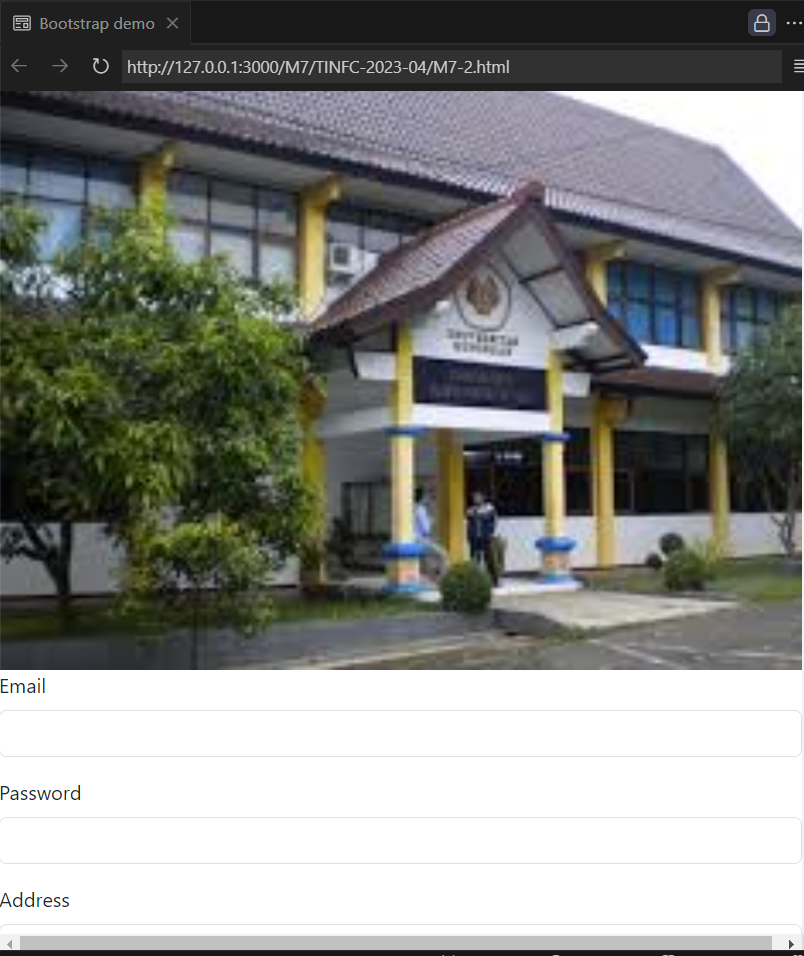 Bootstrap demo
http://127.0.0.1:3000/M7/TINFC-2023-04/M7-2.html
Email
Password
Address